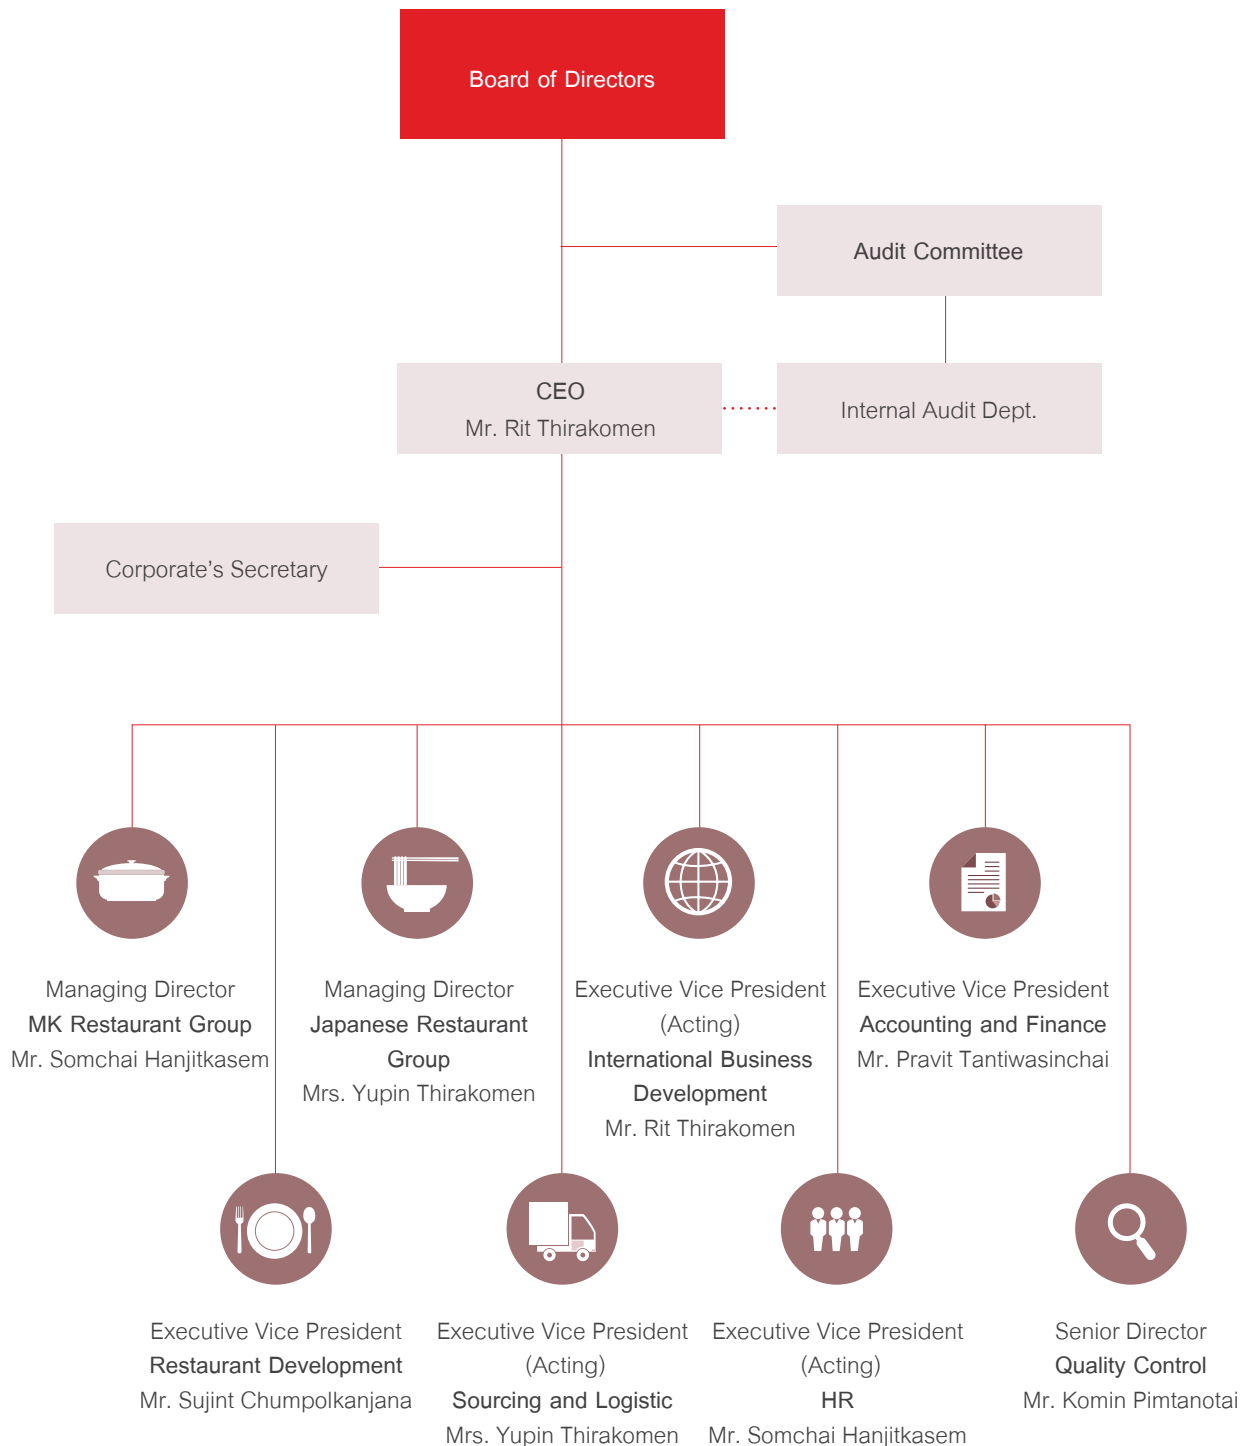 Board of Directors
Audit Committee
CEO
Mr. Rit Thirakomen
Internal Audit Dept.
Corporate’s Secretary
Managing Director
MK Restaurant Group
Mr. Somchai Hanjitkasem
Managing Director
Japanese Restaurant
Group
Mrs. Yupin Thirakomen
Executive Vice President
(Acting)
International Business
Development
Mr. Rit Thirakomen
Executive Vice President
Accounting and Finance
Mr. Pravit Tantiwasinchai
Executive Vice President
Restaurant Development
Mr. Sujint Chumpolkanjana
Executive Vice President
(Acting)
Sourcing and Logistic
Mrs. Yupin Thirakomen
Executive Vice President
(Acting)
HR
Mr. Somchai Hanjitkasem
Senior Director
Quality Control
Mr. Komin Pimtanotai